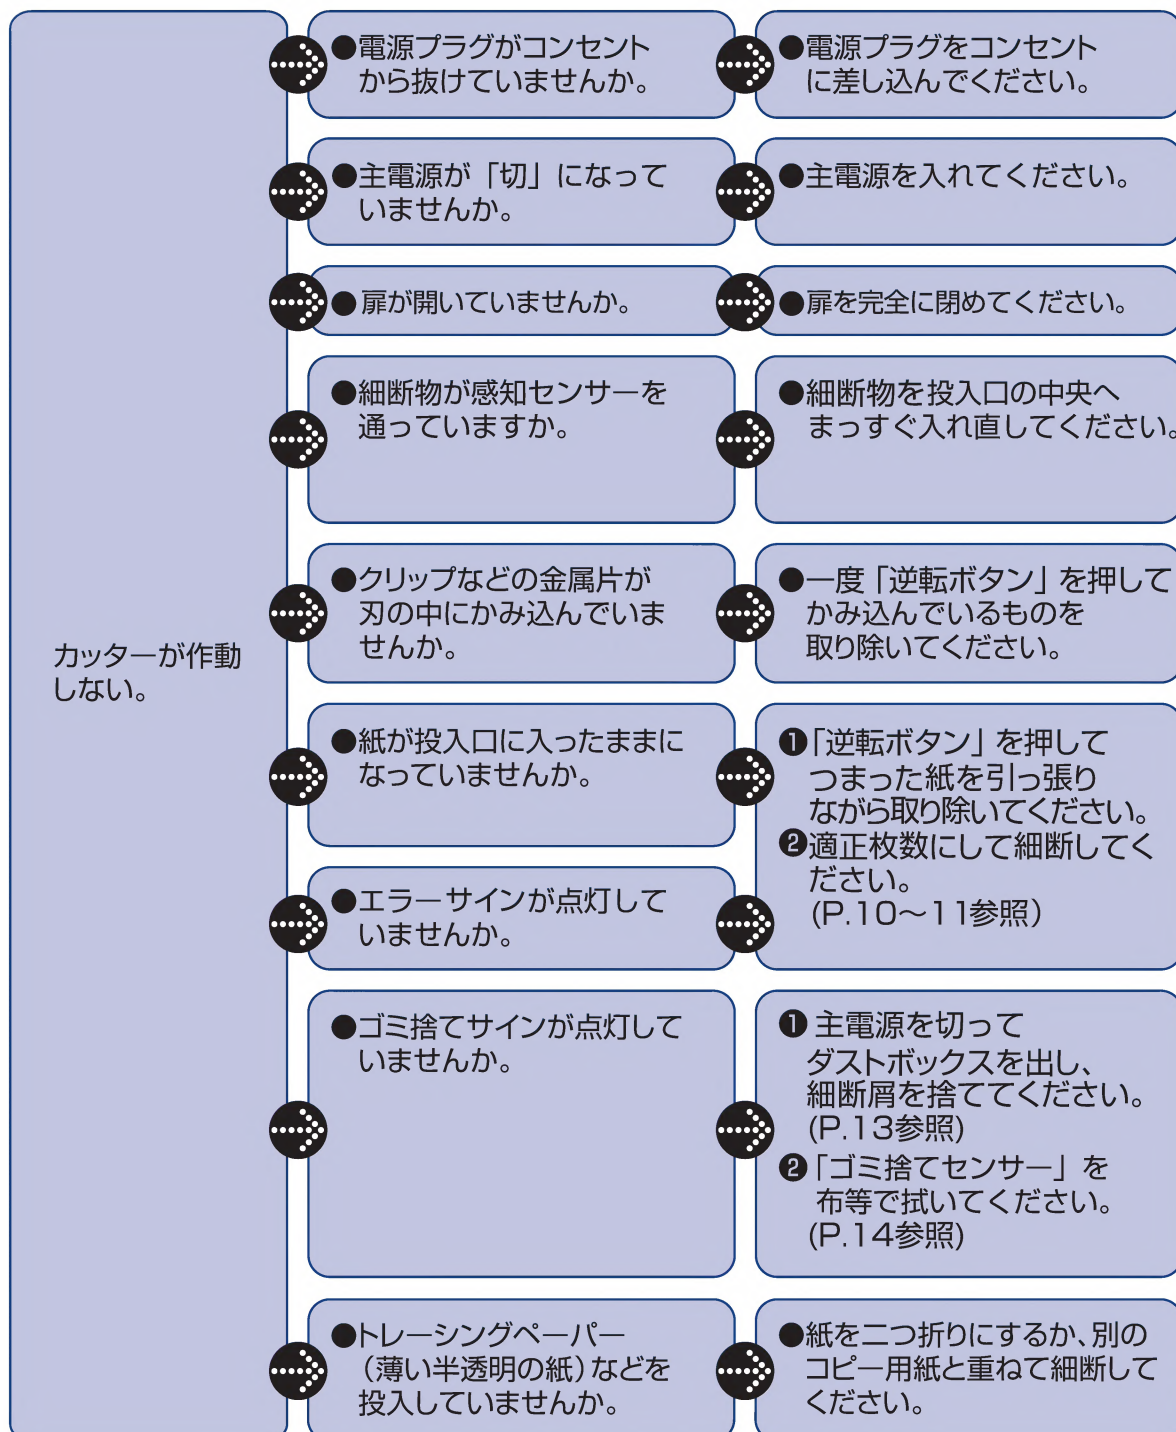 カッターが作動
しない。
●電源プラグがコンセント
から抜けていませんか。
●電源プラグをコンセント
に差し込んでください。
●主電源が「切」になって
いませんか。
●主電源を入れてください。
●扉が開いていませんか。
●扉を完全に閉めてください。
●細断物が感知センサーを
通っていますか。
●細断物を投入口の中央へ
まっすぐ入れ直してください。
●クリップなどの金属片が
刃の中にかみ込んでいま
せんか。
●一度「逆転ボタン」を押して
かみ込んでいるものを
取り除いてください。
●紙が投入口に入ったままに
なっていませんか。
●エラーサインが点灯して
いませんか。
❶「逆転ボタン」を押して
つまった紙を引っ張り
ながら取り除いてください。
❷適正枚数にして細断してく
ださい。
(P.10〜11参照)
●ゴミ捨てサインが点灯して
いませんか。
❶主電源を切って
ダストボックスを出し、
細断屑を捨ててください。
(P.13参照)
❷「ゴミ捨てセンサー」を
布等で拭いてください。
(P.14参照)
●トレーシングペーパー
(薄い半透明の紙)などを
投入していませんか。
●紙を二つ折りにするか、別の
コピー用紙と重ねて細断して
ください。